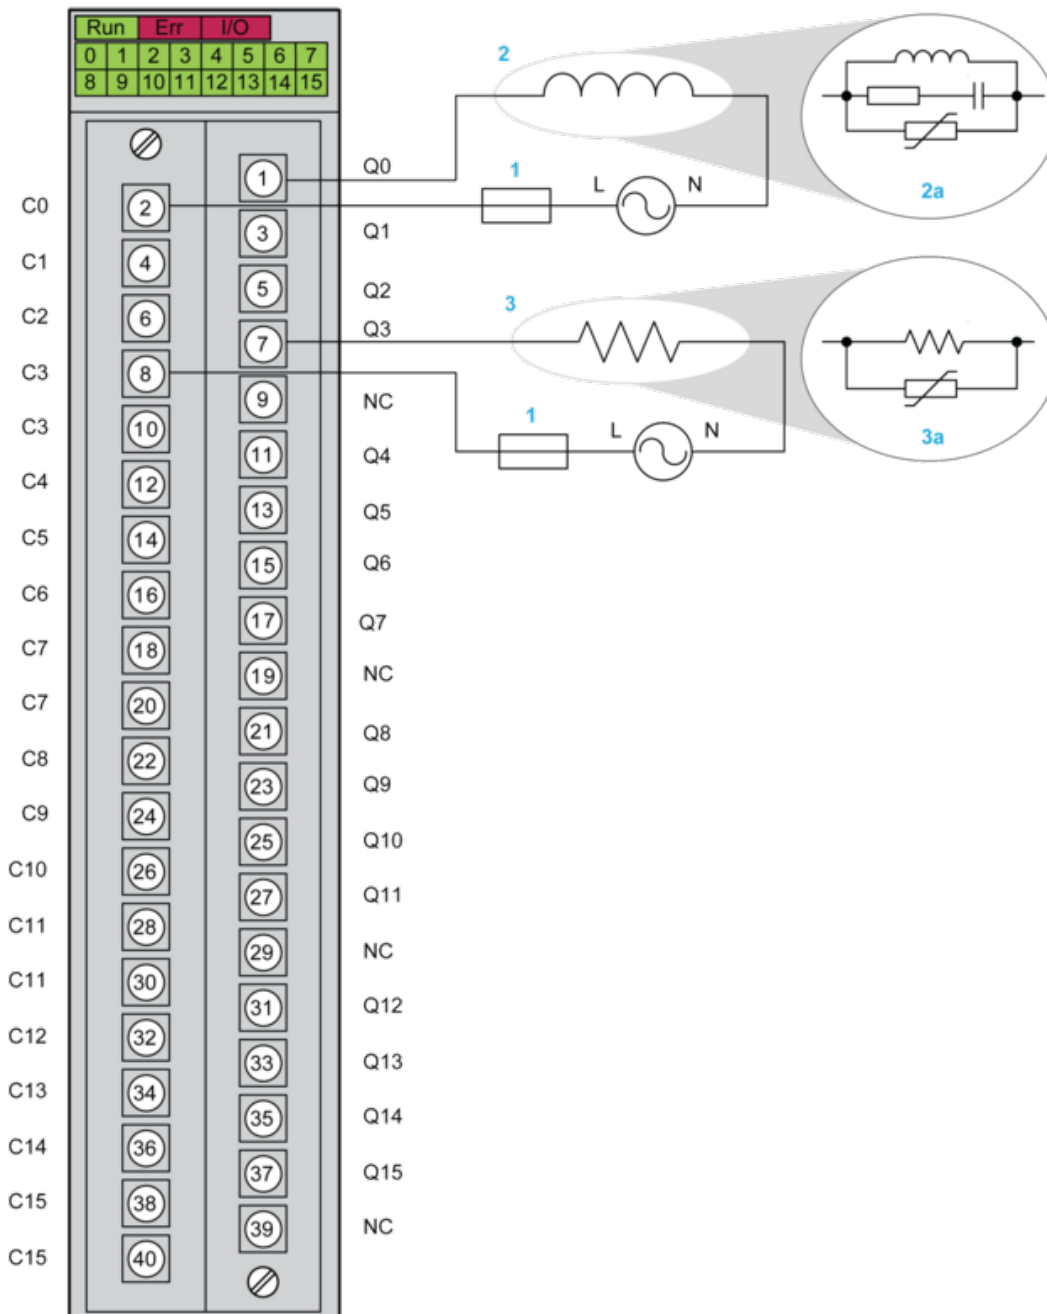 Run Err I/O
0 1 2 3 4 5 6 7
8 9 10 11 12 13 14 15
2
2a
1 Q0
1
L N
C0 2
3 Q1
C1 4
5 Q2
C2 6
7 Q3
3
3a
C3 8
9 NC
1
L N
C3 10
11 Q4
C4 12
13 Q5
C5 14
15 Q6
C6 16
17 Q7
C7 18
19 NC
C7 20
21 Q8
C8 22
23 Q9
C9 24
25 Q10
C10 26
27 Q11
C11 28
29 NC
C11 30
31 Q12
C12 32
33 Q13
C13 34
35 Q14
C14 36
37 Q15
C15 38
39 NC
C15 40